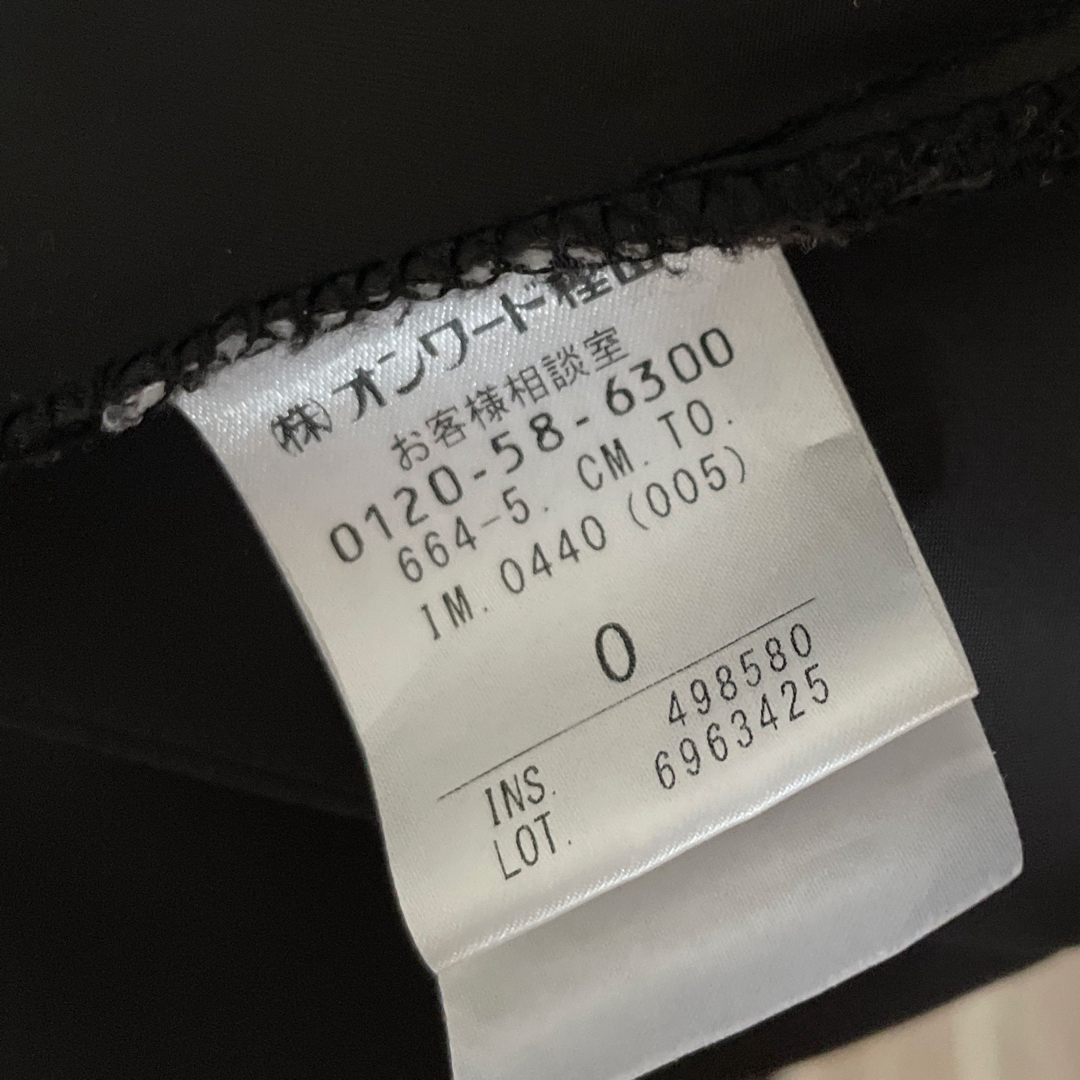 (株)オンワード樫山
お客様相談室
0120-58-6300
664-5. CM. TO.
IM. 0440 (005)
0
INS. 498580
LOT. 6963425